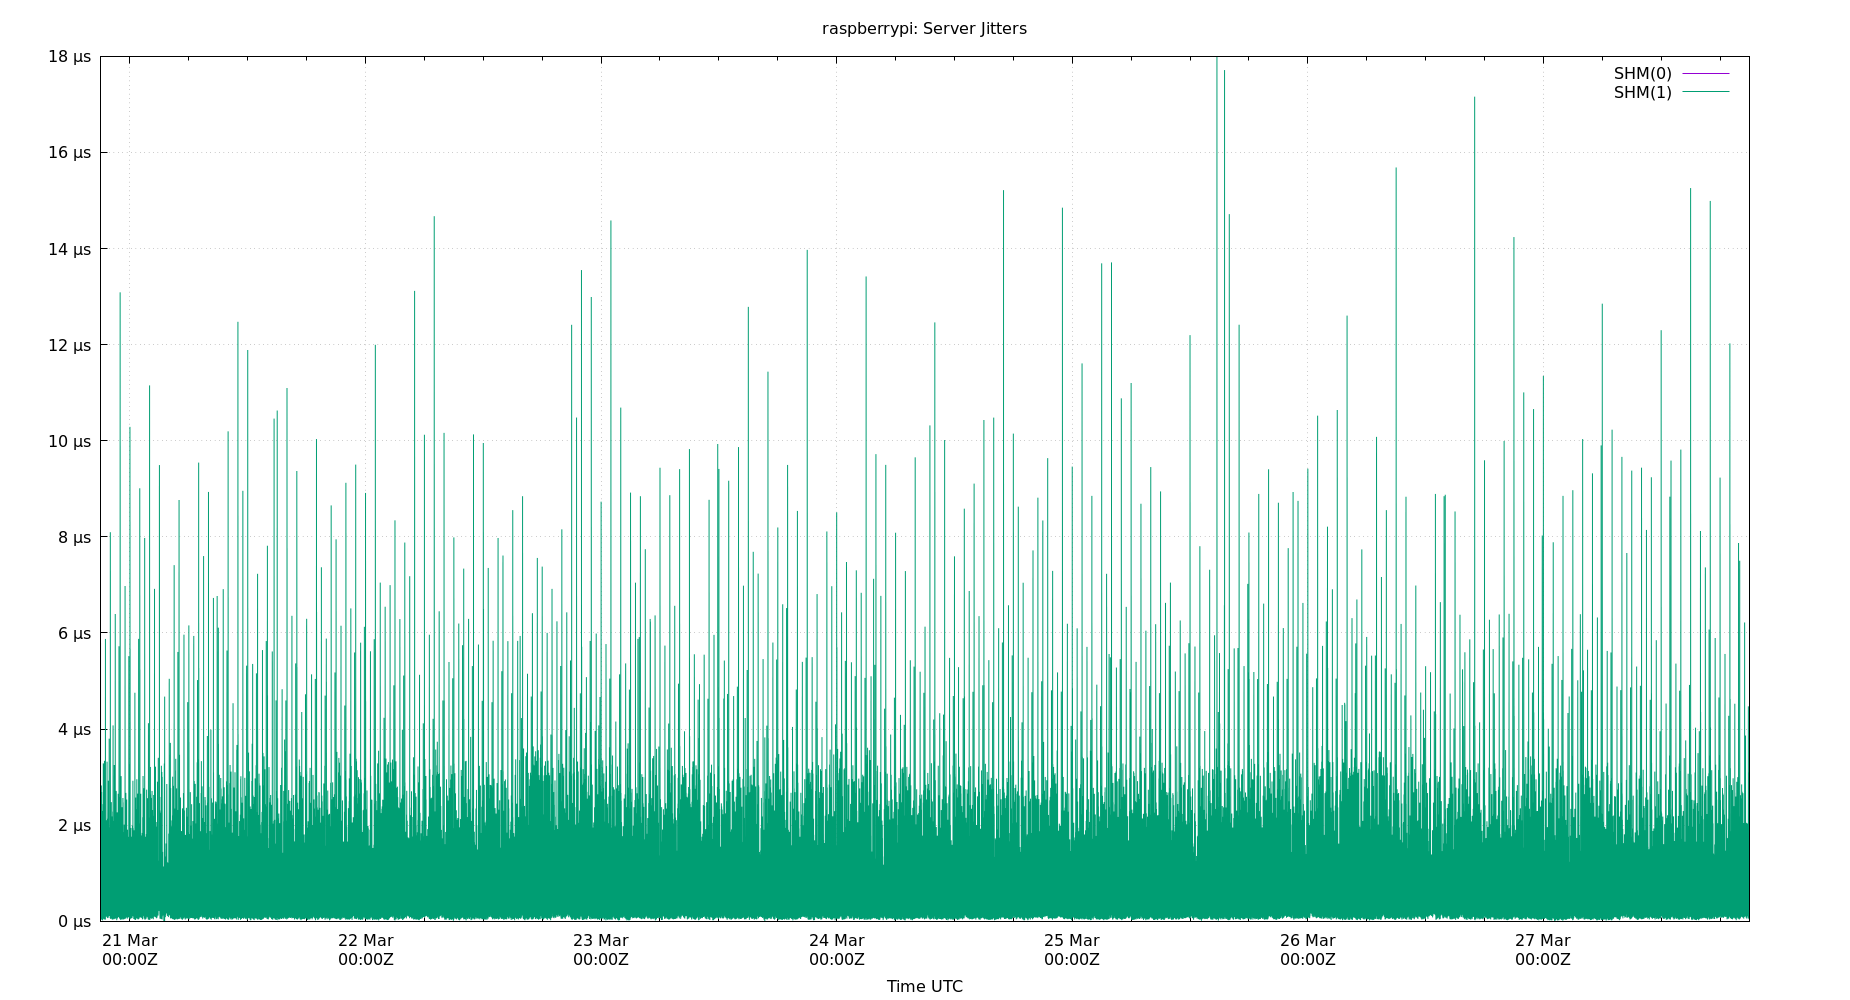 raspberrypi: Server Jitters
18 µs
16 µs
14 µs
12 µs
10 µs
8 µs
6 µs
4 µs
2 µs
0 µs
SHM(0)
SHM(1)
21 Mar
00:00Z
22 Mar
00:00Z
23 Mar
00:00Z
24 Mar
00:00Z
25 Mar
00:00Z
26 Mar
00:00Z
27 Mar
00:00Z
Time UTC